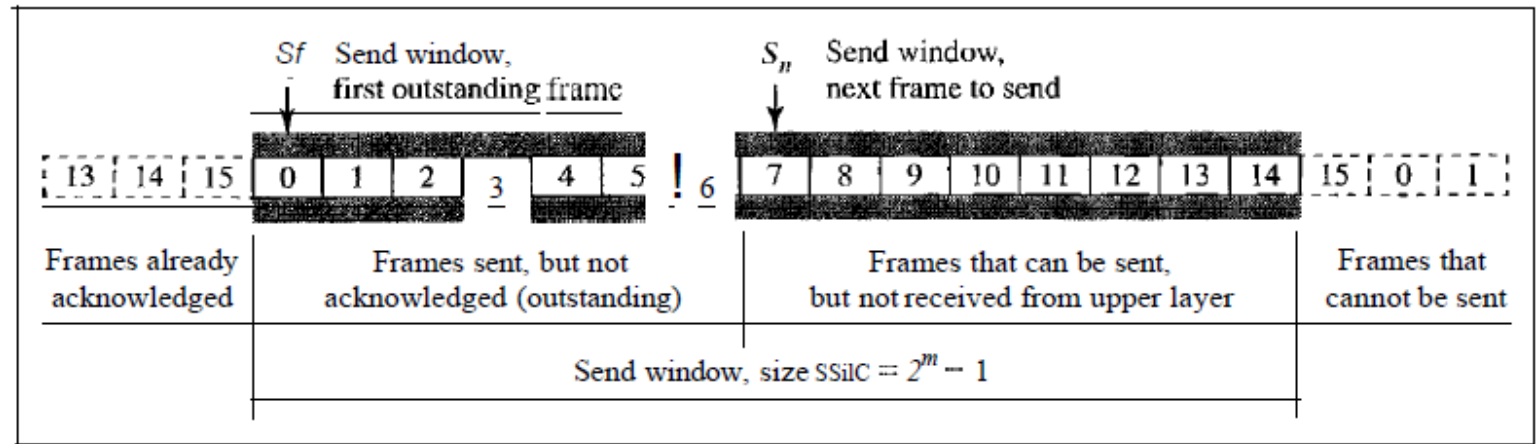 Sf Send window, Sn Send window,
first outstanding frame next frame to send
13 14 15 0 1 2 3 4 5 ! 6 7 8 9 10 11 12 13 14 15 0 1
Frames already Frames sent, but not Frames that can be sent, Frames that
acknowledged acknowledged (outstanding) but not received from upper layer cannot be sent
Send window, size SSilC = 2^m − 1